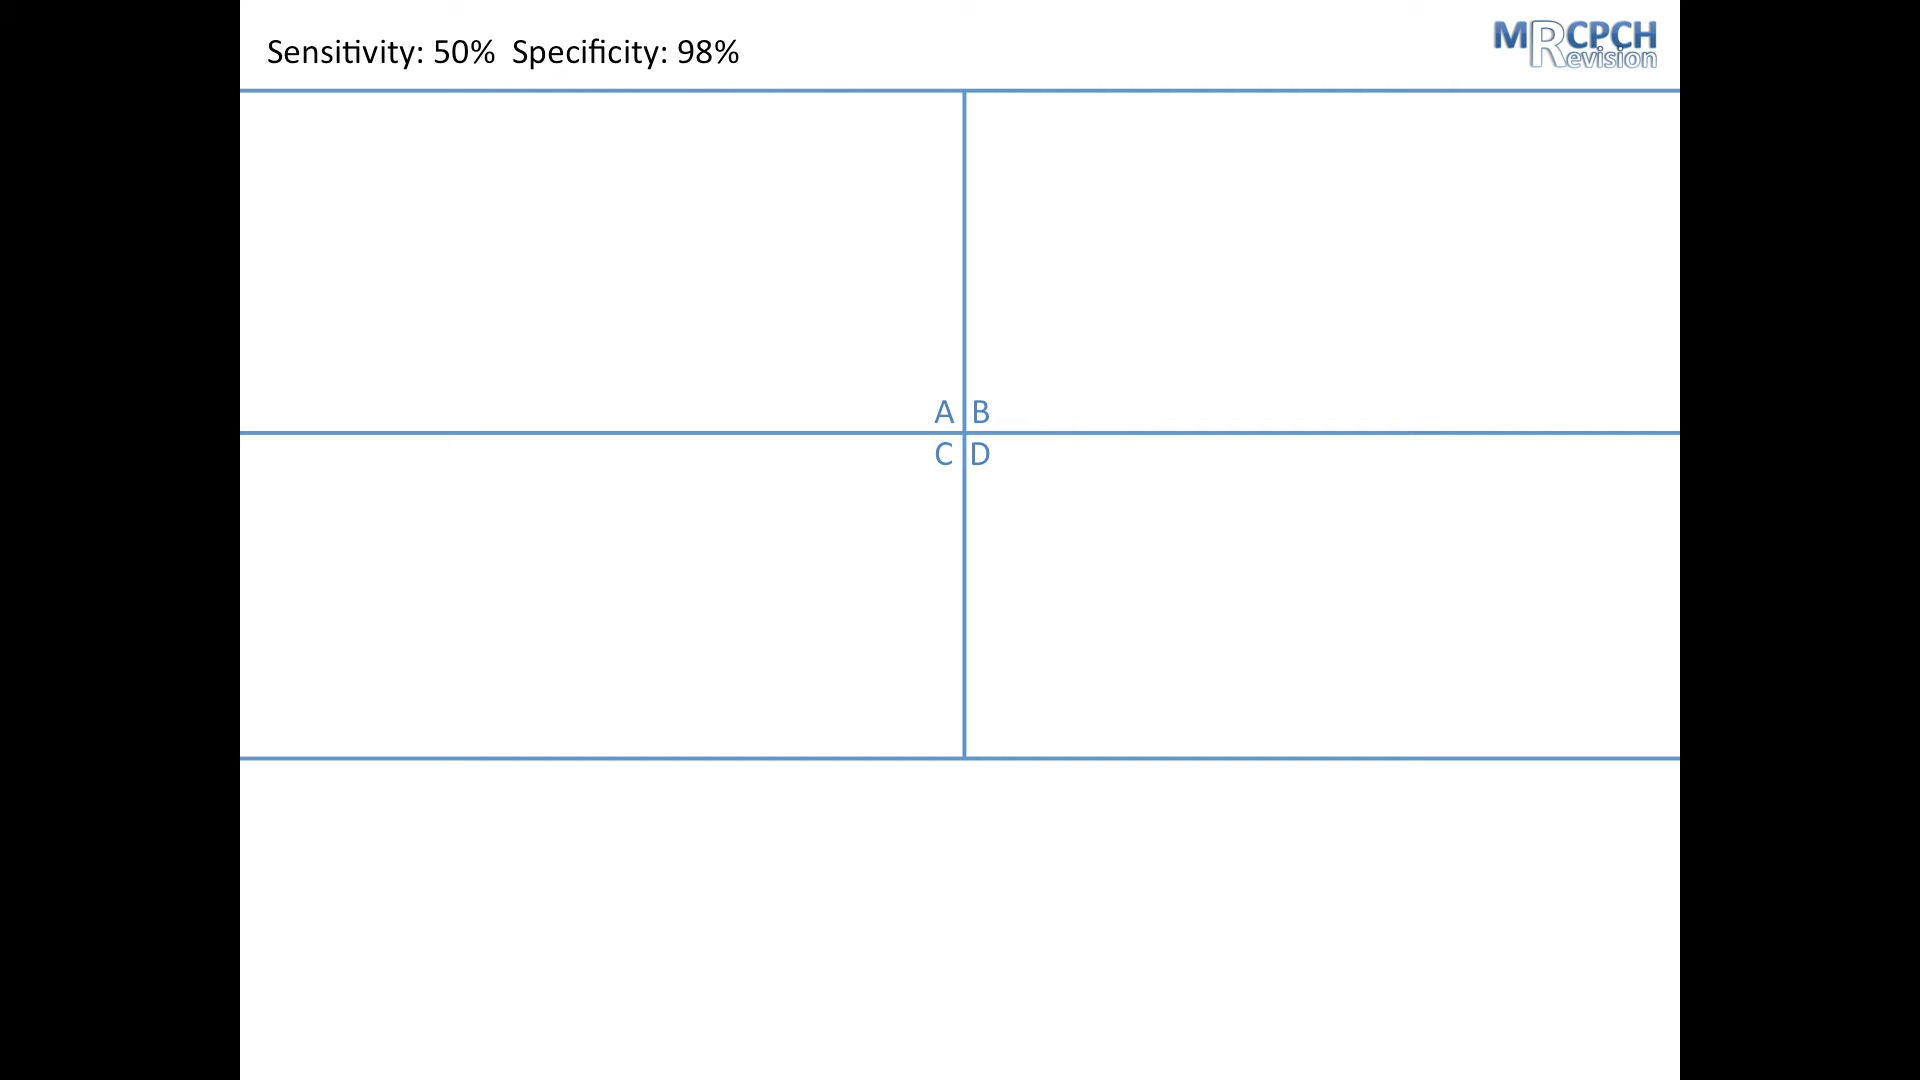 Sensitivity: 50% Specificity: 98%
MRCPCH
Revision
A B
C D